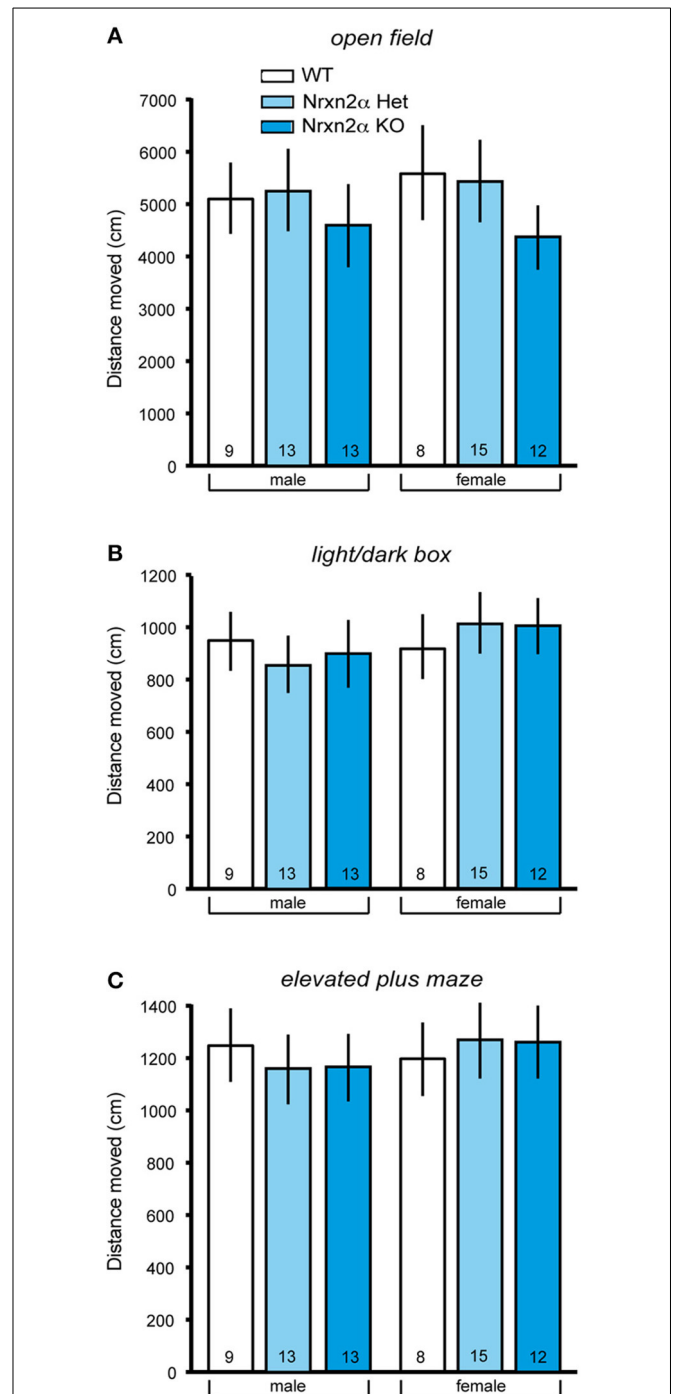 A
open field
WT
Nrxn2α Het
Nrxn2α KO
7000
6000
5000
4000
3000
2000
1000
0
Distance moved (cm)
9 13 13 8 15 12
male female
B
light/dark box
1200
1000
800
600
400
200
0
Distance moved (cm)
9 13 13 8 15 12
male female
C
elevated plus maze
1400
1200
1000
800
600
400
200
0
Distance moved (cm)
9 13 13 8 15 12
male female